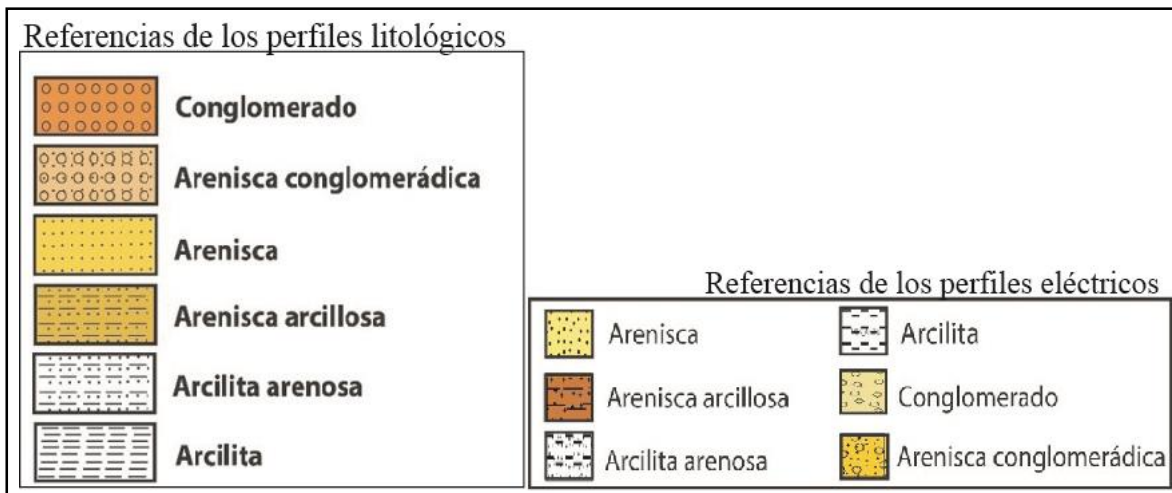 Referencias de los perfiles litológicos
Conglomerado
Arenisca conglomerádica
Arenisca
Arenisca arcillosa
Arcilita arenosa
Arcilita
Referencias de los perfiles eléctricos
Arenisca
Arenisca arcillosa
Arcilita arenosa
Arcilita
Conglomerado
Arenisca conglomerádica